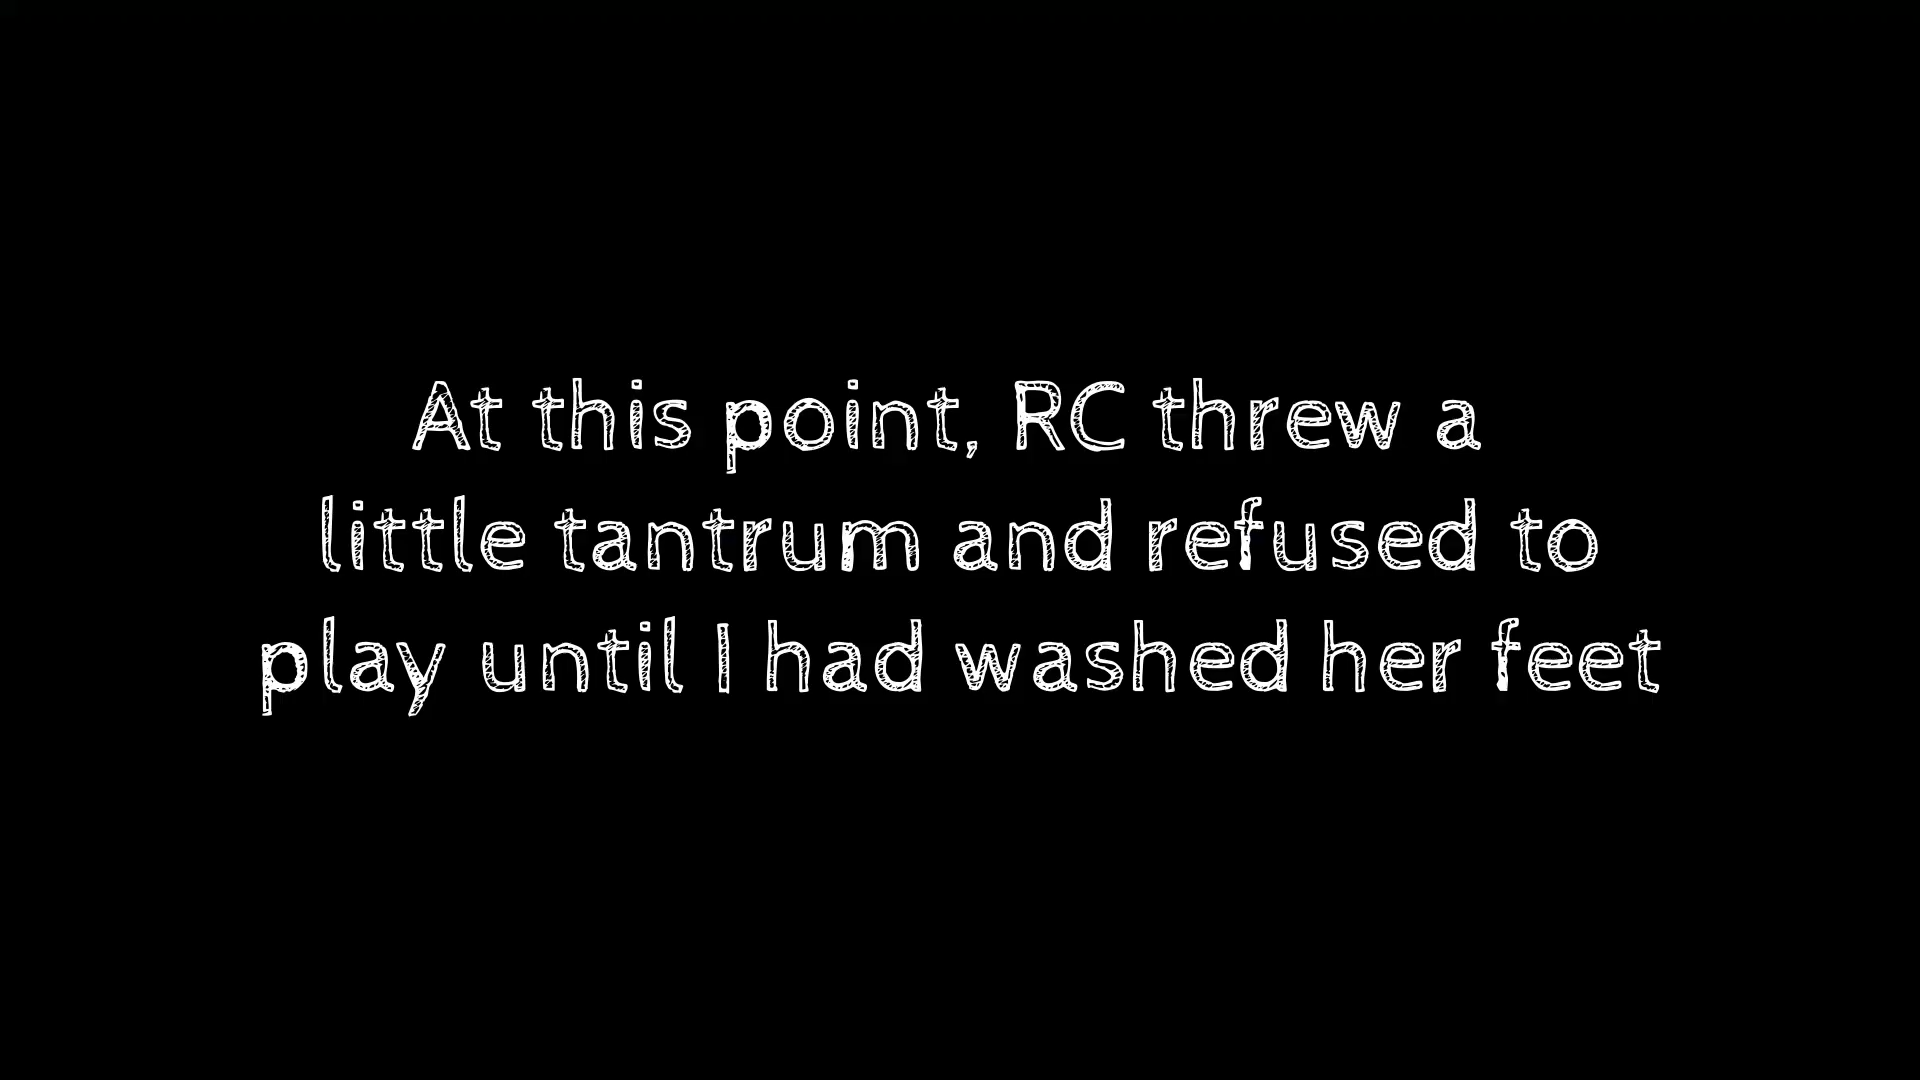 At this point, RC threw a
little tantrum and refused to
play until I had washed her feet